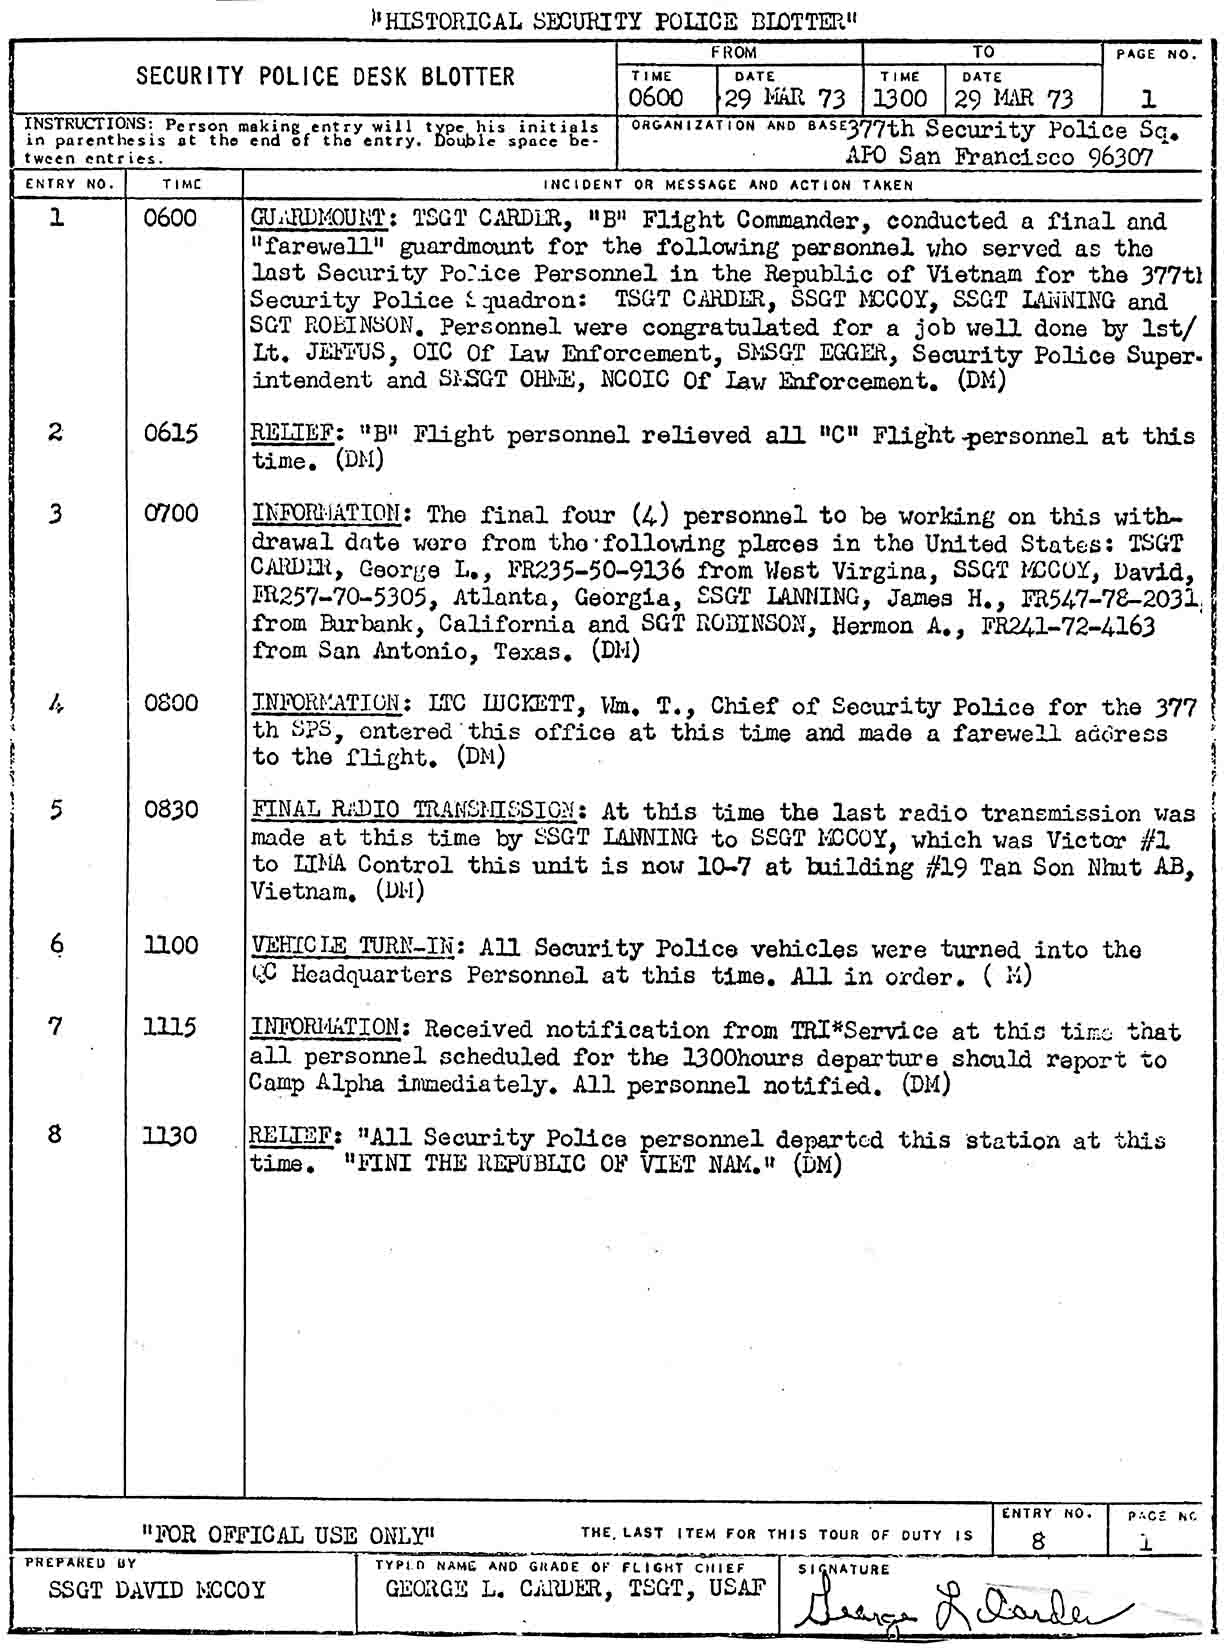 "HISTORICAL SECURITY POLICE BLOTTER"
SECURITY POLICE DESK BLOTTER
FROM
TO
PAGE NO.
TIME
DATE
TIME
DATE
0600
29 MAR 73
1300
29 MAR 73
1
INSTRUCTIONS: Person making entry will type his initials
in parenthesis at the end of the entry. Double space be-
tween entries.
ORGANIZATION AND BASE 377th Security Police Sq.
APO San Francisco 96307
ENTRY NO.
TIME
INCIDENT OR MESSAGE AND ACTION TAKEN
1 0600 GUARDMOUNT: TSGT CARDER, "B" Flight Commander, conducted a final and
"farewell" guardmount for the following personnel who served as the
last Security Police Personnel in the Republic of Vietnam for the 377th
Security Police Squadron: TSGT CARDER, SSGT MCCOY, SSGT LANNING and
SGT ROBINSON. Personnel were congratulated for a job well done by 1st/
Lt. JEFFUS, OIC Of Law Enforcement, SMSGT EGGER, Security Police Super-
intendent and SMSGT OHME, NCOIC Of Law Enforcement. (DM)
2 0615 RELIEF: "B" Flight personnel relieved all "C" Flight personnel at this
time. (DM)
3 0700 INFORMATION: The final four (4) personnel to be working on this with-
drawal date were from the following places in the United States: TSGT
CARDER, George L., FR235-50-9136 from West Virgina, SSGT MCCOY, David,
FR257-70-5305, Atlanta, Georgia, SSGT LANNING, James H., FR547-78-2031,
from Burbank, California and SGT ROBINSON, Hermon A., FR241-72-4163
from San Antonio, Texas. (DM)
4 0800 INFORMATION: LTC LUCKETT, Wm. T., Chief of Security Police for the 377
th SPS, entered this office at this time and made a farewell address
to the flight. (DM)
5 0830 FINAL RADIO TRANSMISSION: At this time the last radio transmission was
made at this time by SSGT LANNING to SSGT MCCOY, which was Victor #1
to LIMA Control this unit is now 10-7 at building #19 Tan Son Nhut AB,
Vietnam. (DM)
6 1100 VEHICLE TURN-IN: All Security Police vehicles were turned into the
QC Headquarters Personnel at this time. All in order. ( M)
7 1115 INFORMATION: Received notification from TRI*Service at this time that
all personnel scheduled for the 1300hours departure should report to
Camp Alpha immediately. All personnel notified. (DM)
8 1130 RELIEF: "All Security Police personnel departed this station at this
time. "FINI THE REPUBLIC OF VIET NAM." (DM)
"FOR OFFICAL USE ONLY"
THE LAST ITEM FOR THIS TOUR OF DUTY IS
ENTRY NO.
8
PAGE NO
1
PREPARED BY
SSGT DAVID MCCOY
TYPED NAME AND GRADE OF FLIGHT CHIEF
GEORGE L. CARDER, TSGT, USAF
SIGNATURE
George L Carder